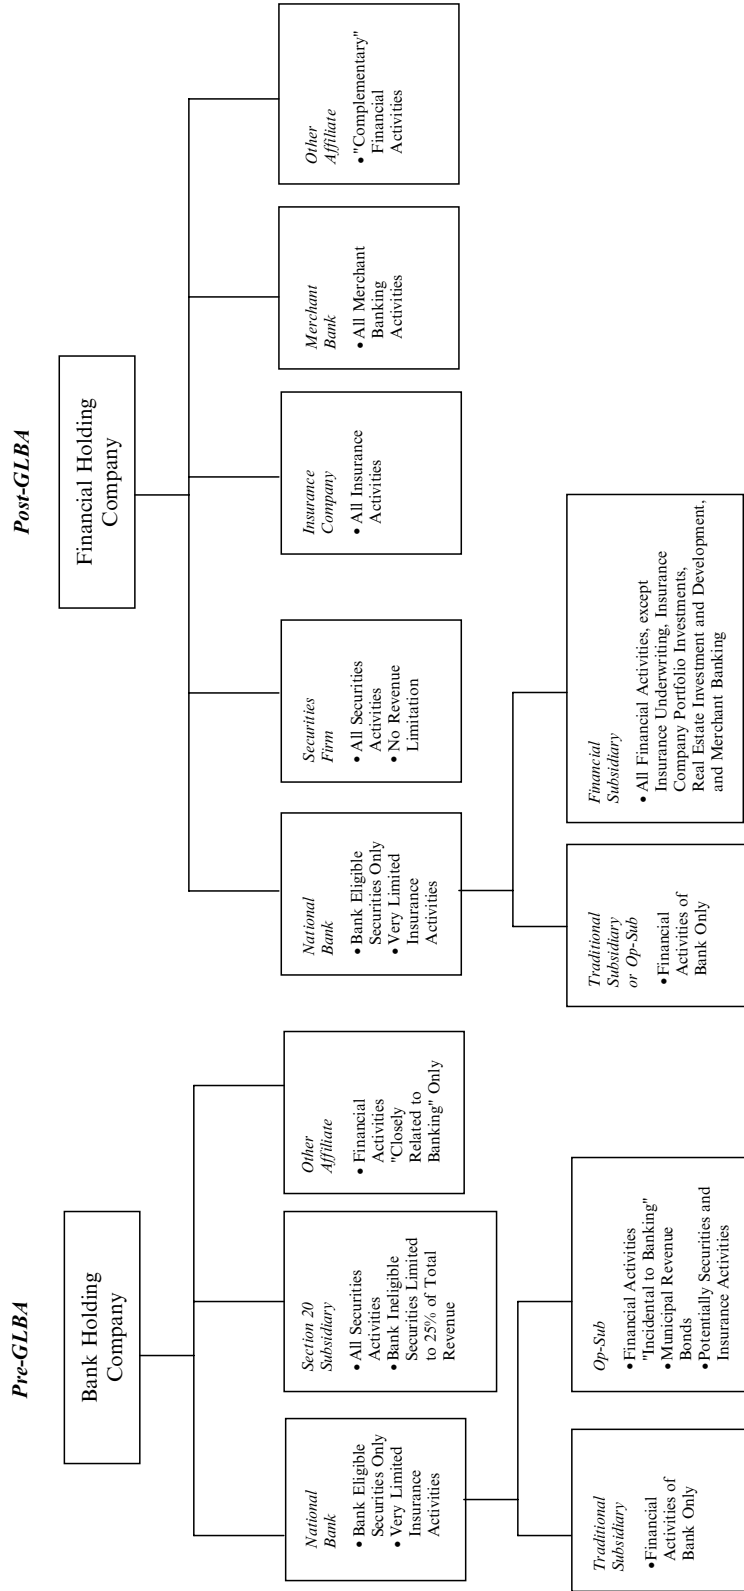 Pre-GLBA
Bank Holding
Company
National
Bank
• Bank Eligible
Securities Only
• Very Limited
Insurance
Activities
Section 20
Subsidiary
• All Securities
Activities
• Bank Ineligible
Securities Limited
to 25% of Total
Revenue
Other
Affiliate
• Financial
Activities
"Closely
Related to
Banking" Only
Traditional
Subsidiary
• Financial
Activities of
Bank Only
Op-Sub
• Financial Activities
"Incidental to Banking"
• Municipal Revenue
Bonds
• Potentially Securities and
Insurance Activities
Post-GLBA
Financial Holding
Company
National
Bank
• Bank Eligible
Securities Only
• Very Limited
Insurance
Activities
Securities
Firm
• All Securities
Activities
• No Revenue
Limitation
Insurance
Company
• All Insurance
Activities
Merchant
Bank
• All Merchant
Banking
Activities
Other
Affiliate
• "Complementary"
Financial
Activities
Traditional
Subsidiary
or Op-Sub
• Financial
Activities of
Bank Only
Financial
Subsidiary
• All Financial Activities, except
Insurance Underwriting, Insurance
Company Portfolio Investments,
Real Estate Investment and Development,
and Merchant Banking